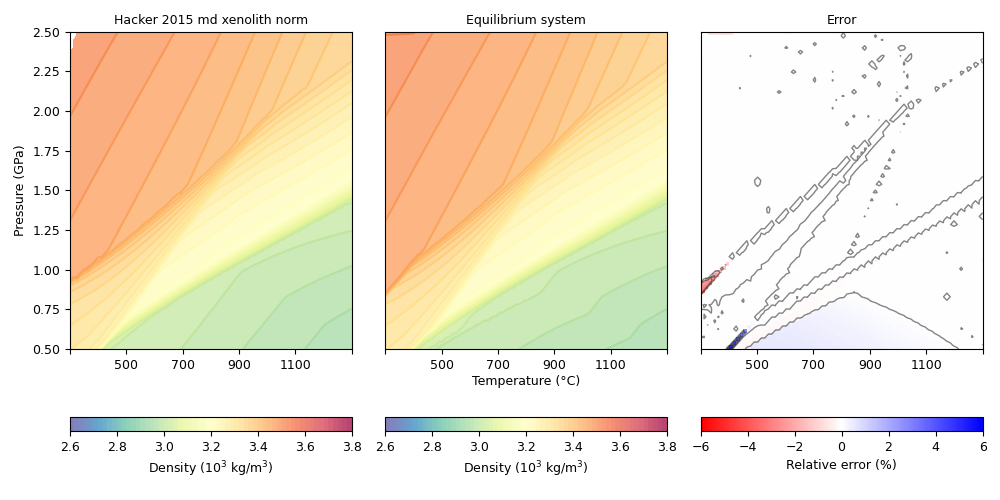 Hacker 2015 md xenolith norm
Equilibrium system
Error
2.50
2.25
2.00
1.75
1.50
1.25
1.00
0.75
0.50
Pressure (GPa)
500 700 900 1100
500 700 900 1100
500 700 900 1100
Temperature (°C)
2.6 2.8 3.0 3.2 3.4 3.6 3.8
2.6 2.8 3.0 3.2 3.4 3.6 3.8
−6 −4 −2 0 2 4 6
Density (10³ kg/m³)
Density (10³ kg/m³)
Relative error (%)